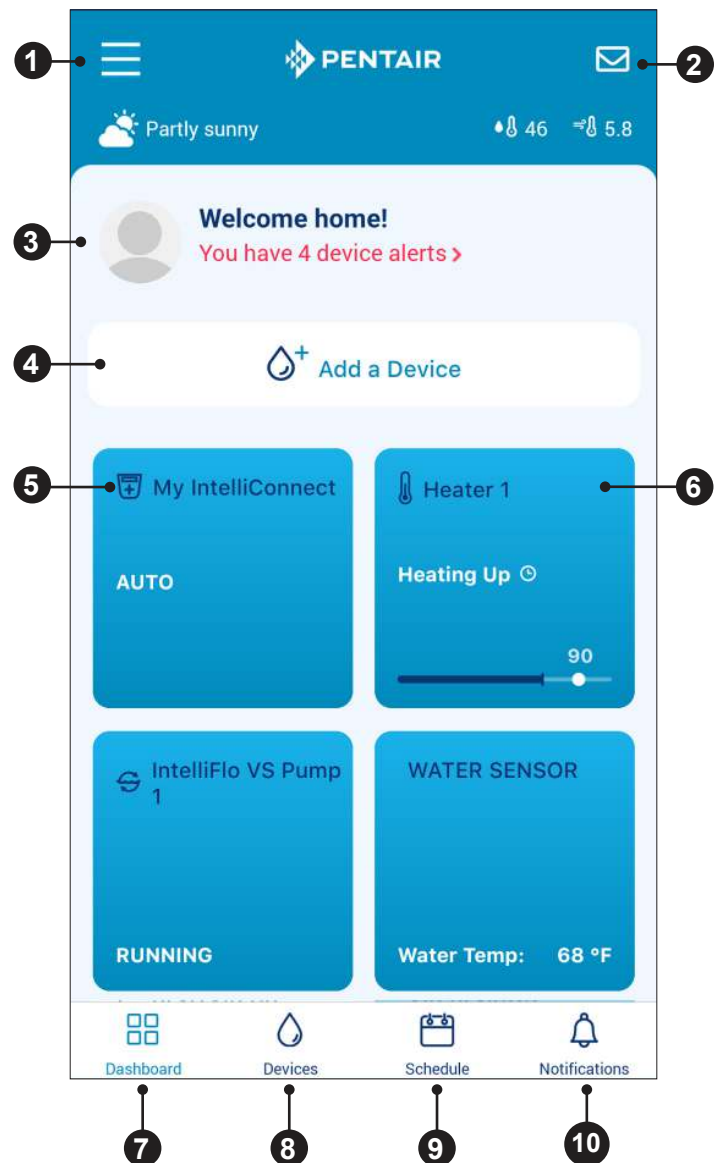 1
PENTAIR
2
Partly sunny
46
5.8
3
Welcome home!
You have 4 device alerts >
4
Add a Device
5
My IntelliConnect
AUTO
6
Heater 1
Heating Up
90
IntelliFlo VS Pump
1
RUNNING
WATER SENSOR
Water Temp: 68 °F
Dashboard
Devices
Schedule
Notifications
7
8
9
10